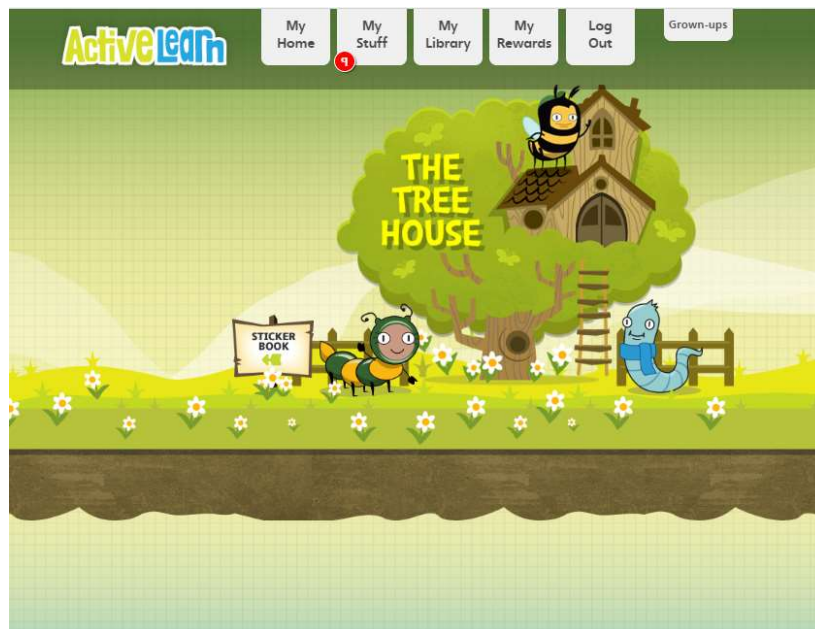 ActiveLearn
My Home
My Stuff
9
My Library
My Rewards
Log Out
Grown-ups
THE
TREE
HOUSE
STICKER
BOOK